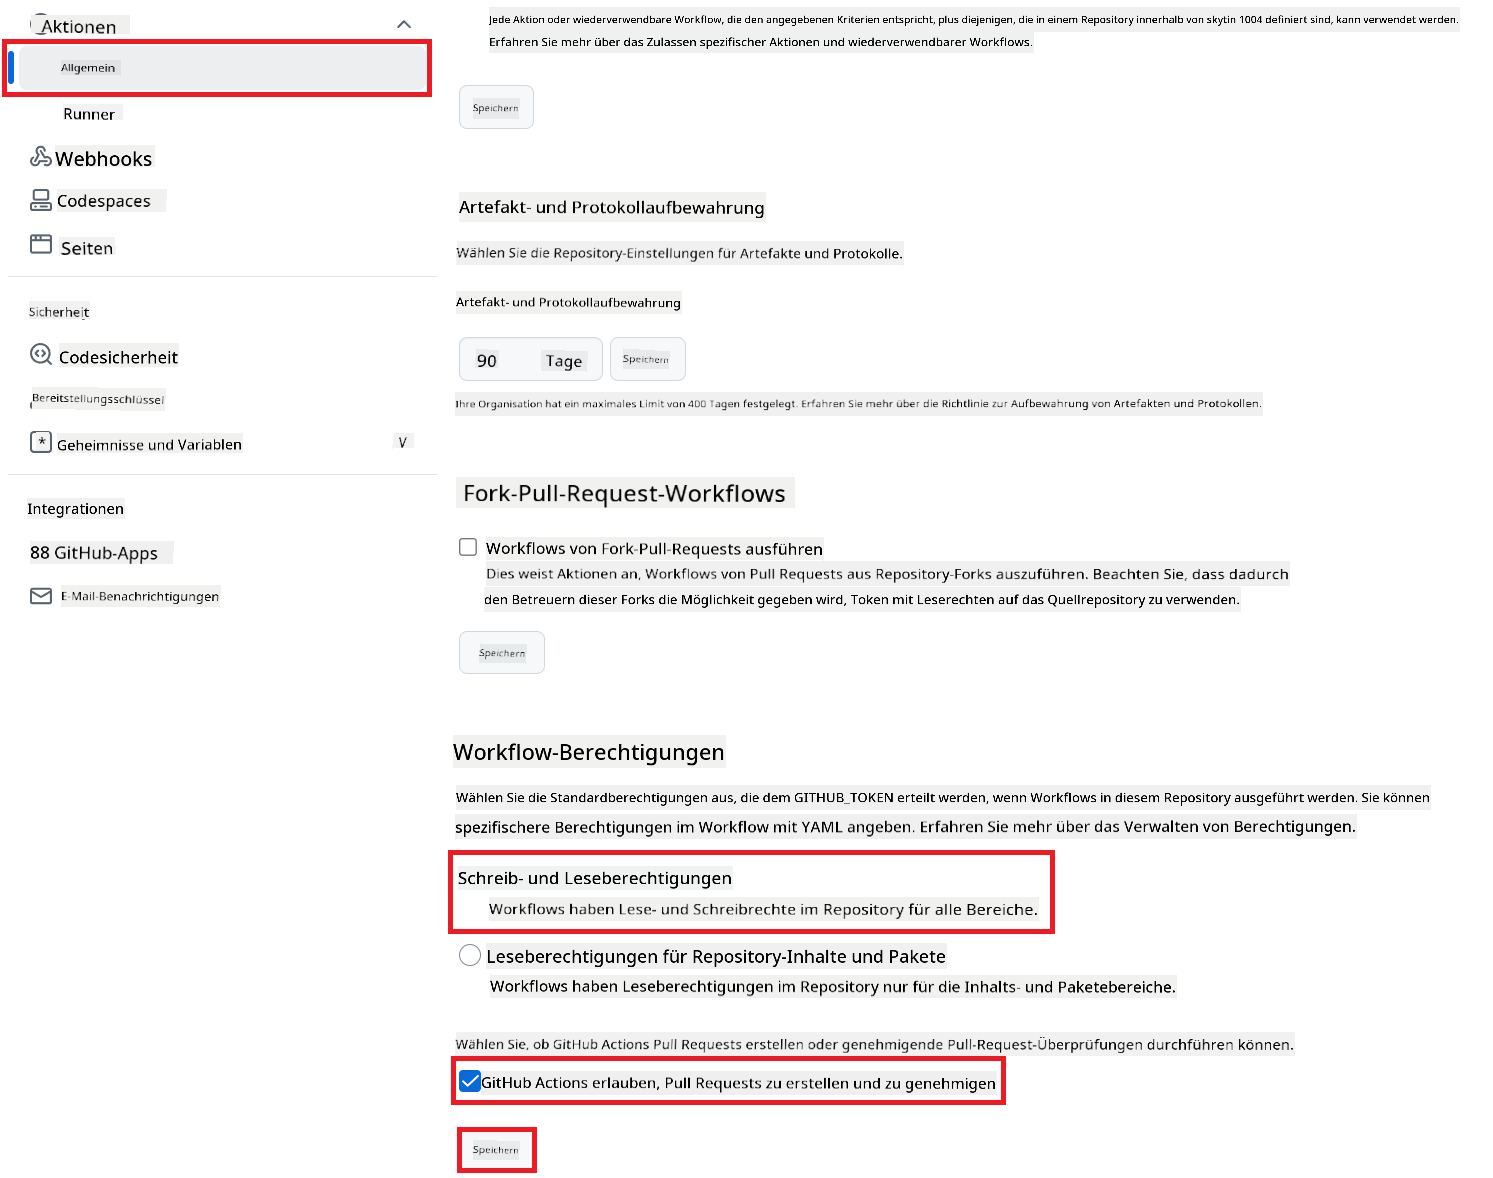 Aktionen
Allgemein
Runner
Webhooks
Codespaces
Seiten
Sicherheit
Codesicherheit
Bereitstellungsschlüssel
Geheimnisse und Variablen
V
Integrationen
88 GitHub-Apps
E-Mail-Benachrichtigungen
Jede Aktion oder wiederverwendbare Workflow, die den angegebenen Kriterien entspricht, plus diejenigen, die in einem Repository innerhalb von skytin 1004 definiert sind, kann verwendet werden.
Erfahren Sie mehr über das Zulassen spezifischer Aktionen und wiederverwendbarer Workflows.
Speichern
Artefakt- und Protokollaufbewahrung
Wählen Sie die Repository-Einstellungen für Artefakte und Protokolle.
Artefakt- und Protokollaufbewahrung
90 Tage Speichern
Ihre Organisation hat ein maximales Limit von 400 Tagen festgelegt. Erfahren Sie mehr über die Richtlinie zur Aufbewahrung von Artefakten und Protokollen.
Fork-Pull-Request-Workflows
Workflows von Fork-Pull-Requests ausführen
Dies weist Aktionen an, Workflows von Pull Requests aus Repository-Forks auszuführen. Beachten Sie, dass dadurch
den Betreuern dieser Forks die Möglichkeit gegeben wird, Token mit Leserechten auf das Quellrepository zu verwenden.
Speichern
Workflow-Berechtigungen
Wählen Sie die Standardberechtigungen aus, die dem GITHUB_TOKEN erteilt werden, wenn Workflows in diesem Repository ausgeführt werden. Sie können
spezifischere Berechtigungen im Workflow mit YAML angeben. Erfahren Sie mehr über das Verwalten von Berechtigungen.
Schreib- und Leseberechtigungen
Workflows haben Lese- und Schreibrechte im Repository für alle Bereiche.
Leseberechtigungen für Repository-Inhalte und Pakete
Workflows haben Leseberechtigungen im Repository nur für die Inhalts- und Paketebereiche.
Wählen Sie, ob GitHub Actions Pull Requests erstellen oder genehmigende Pull-Request-Überprüfungen durchführen können.
GitHub Actions erlauben, Pull Requests zu erstellen und zu genehmigen
Speichern